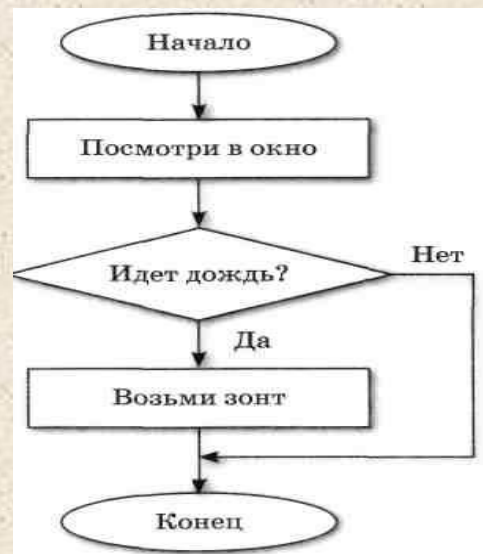 Начало
Посмотри в окно
Идет дождь?
Нет
Да
Возьми зонт
Конец